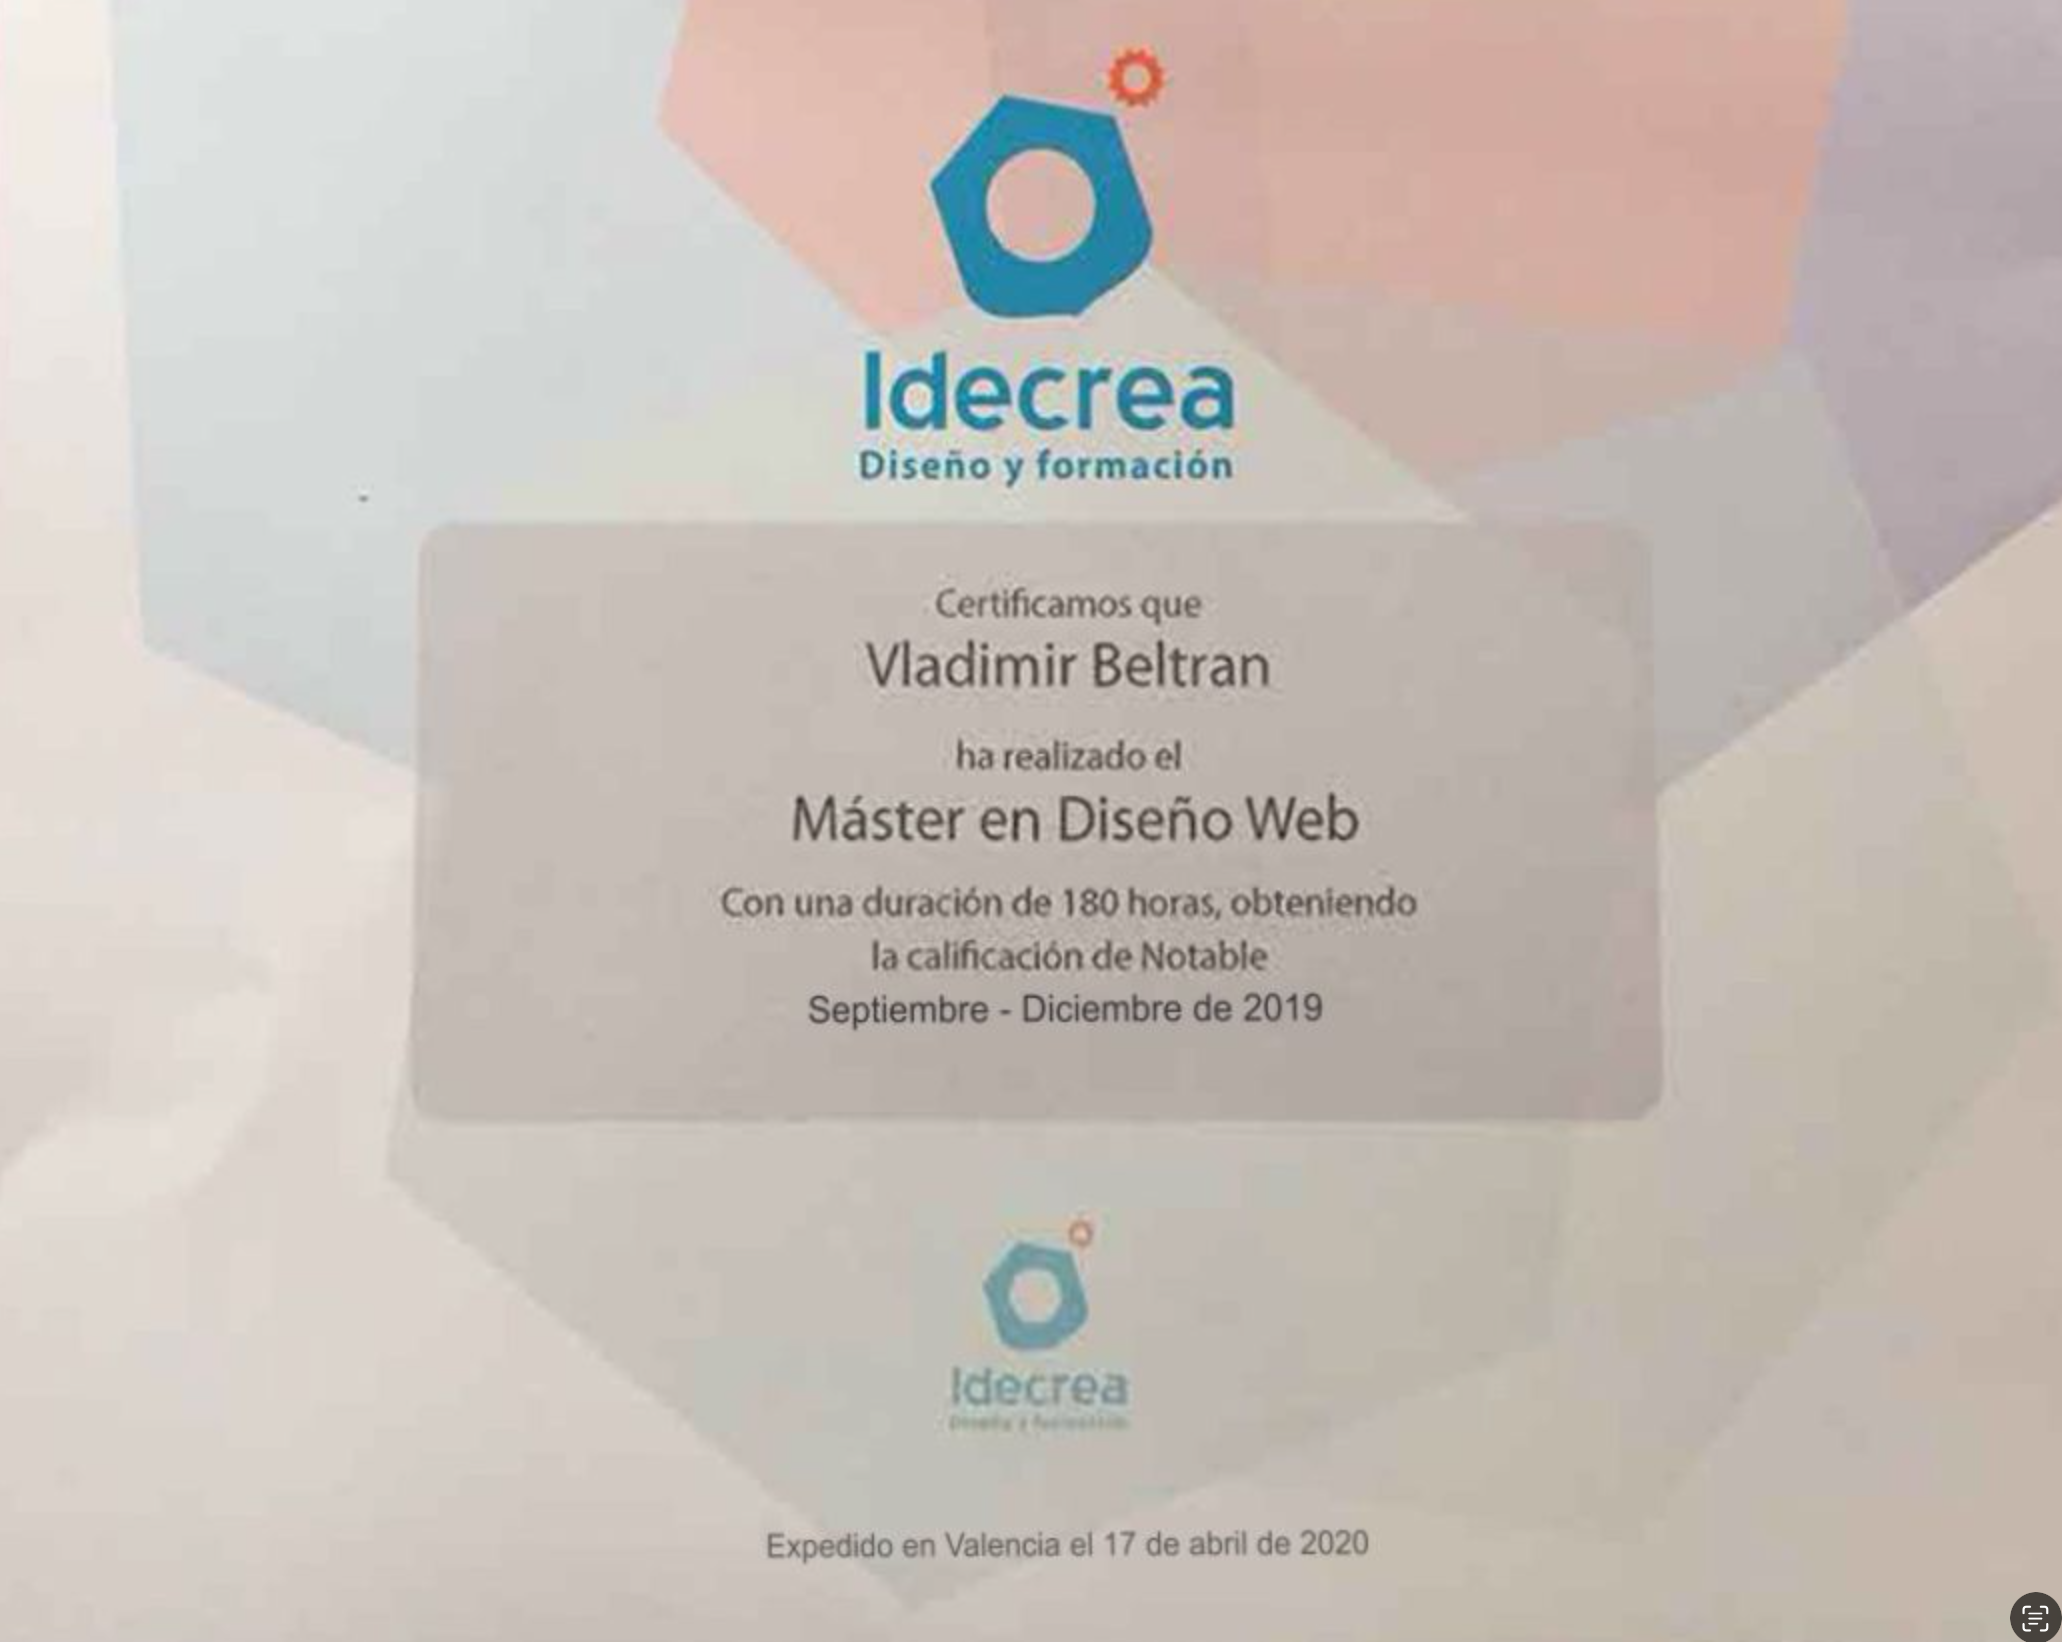 Idecrea
Diseño y formación
Certificamos que
Vladimir Beltran
ha realizado el
Máster en Diseño Web
Con una duración de 180 horas, obteniendo
la calificación de Notable
Septiembre - Diciembre de 2019
Idecrea
Diseño y formación
Expedido en Valencia el 17 de abril de 2020